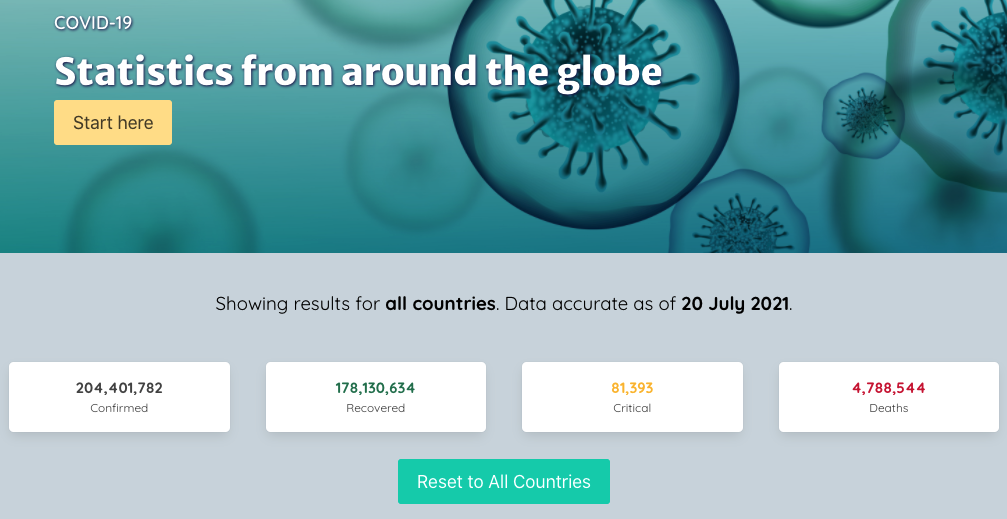 COVID-19
Statistics from around the globe
Start here
Showing results for all countries. Data accurate as of 20 July 2021.
204,401,782
Confirmed
178,130,634
Recovered
81,393
Critical
4,788,544
Deaths
Reset to All Countries